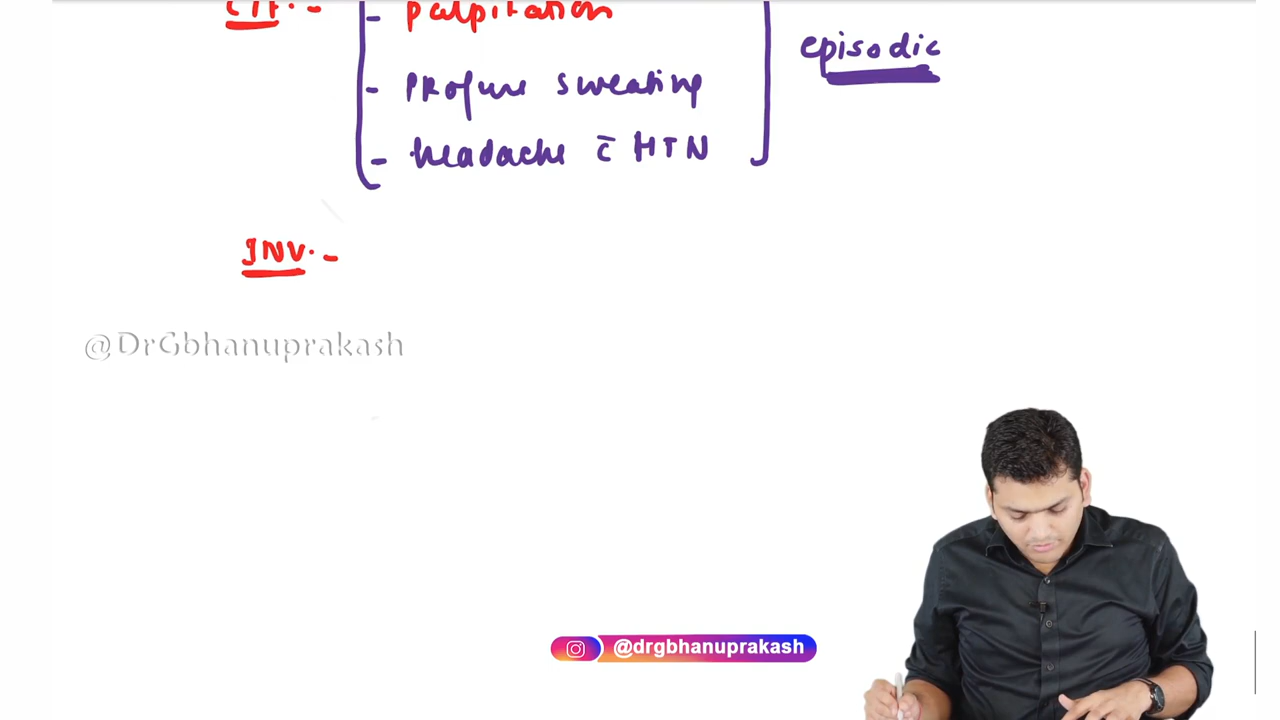 C/F. -
- palpitation
episodic
- PRofuse sweating
- headache c̄ HTN
INV. -
@DrGbhanuprakash
@drgbhanuprakash